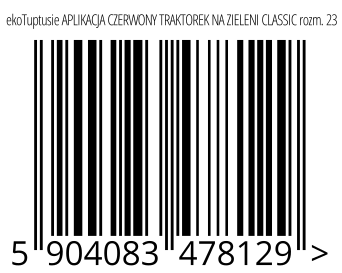 ekoTuptusie APLIKACJA CZERWONY TRAKTOREK NA ZIELENI CLASSIC rozm. 23
5 904083 478129 >